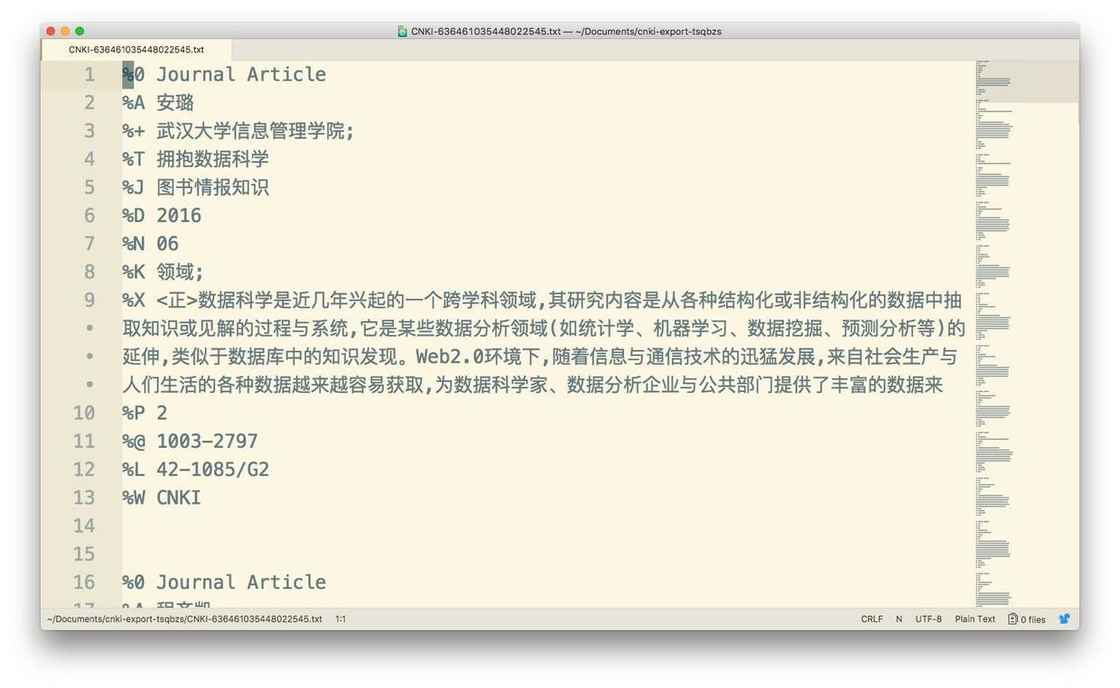 CNKI-636461035448022545.txt — ~/Documents/cnki-export-tsqbzs
CNKI-636461035448022545.txt
1 %0 Journal Article
2 %A 安璐
3 %+ 武汉大学信息管理学院;
4 %T 拥抱数据科学
5 %J 图书情报知识
6 %D 2016
7 %N 06
8 %K 领域;
9 %X <正>数据科学是近几年兴起的一个跨学科领域,其研究内容是从各种结构化或非结构化的数据中抽
• 取知识或见解的过程与系统,它是某些数据分析领域(如统计学、机器学习、数据挖掘、预测分析等)的
• 延伸,类似于数据库中的知识发现。Web2.0环境下,随着信息与通信技术的迅猛发展,来自社会生产与
• 人们生活的各种数据越来越容易获取,为数据科学家、数据分析企业与公共部门提供了丰富的数据来
10 %P 2
11 %@ 1003-2797
12 %L 42-1085/G2
13 %W CNKI
14
15
16 %0 Journal Article
17 %A
~/Documents/cnki-export-tsqbzs/CNKI-636461035448022545.txt 1:1 CRLF N UTF-8 Plain Text 0 files